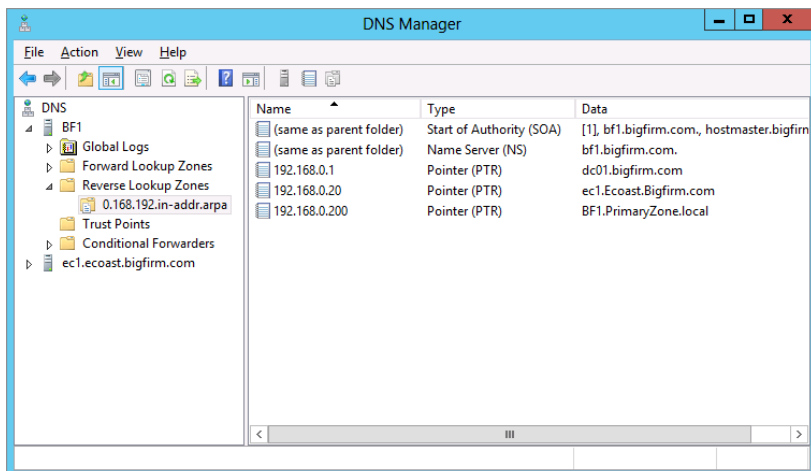 DNS Manager
File Action View Help
DNS
BF1
Global Logs
Forward Lookup Zones
Reverse Lookup Zones
0.168.192.in-addr.arpa
Trust Points
Conditional Forwarders
ec1.ecoast.bigfirm.com
Name Type Data
(same as parent folder) Start of Authority (SOA) [1], bf1.bigfirm.com., hostmaster.bigfirn
(same as parent folder) Name Server (NS) bf1.bigfirm.com.
192.168.0.1 Pointer (PTR) dc01.bigfirm.com
192.168.0.20 Pointer (PTR) ec1.Ecoast.Bigfirm.com
192.168.0.200 Pointer (PTR) BF1.PrimaryZone.local